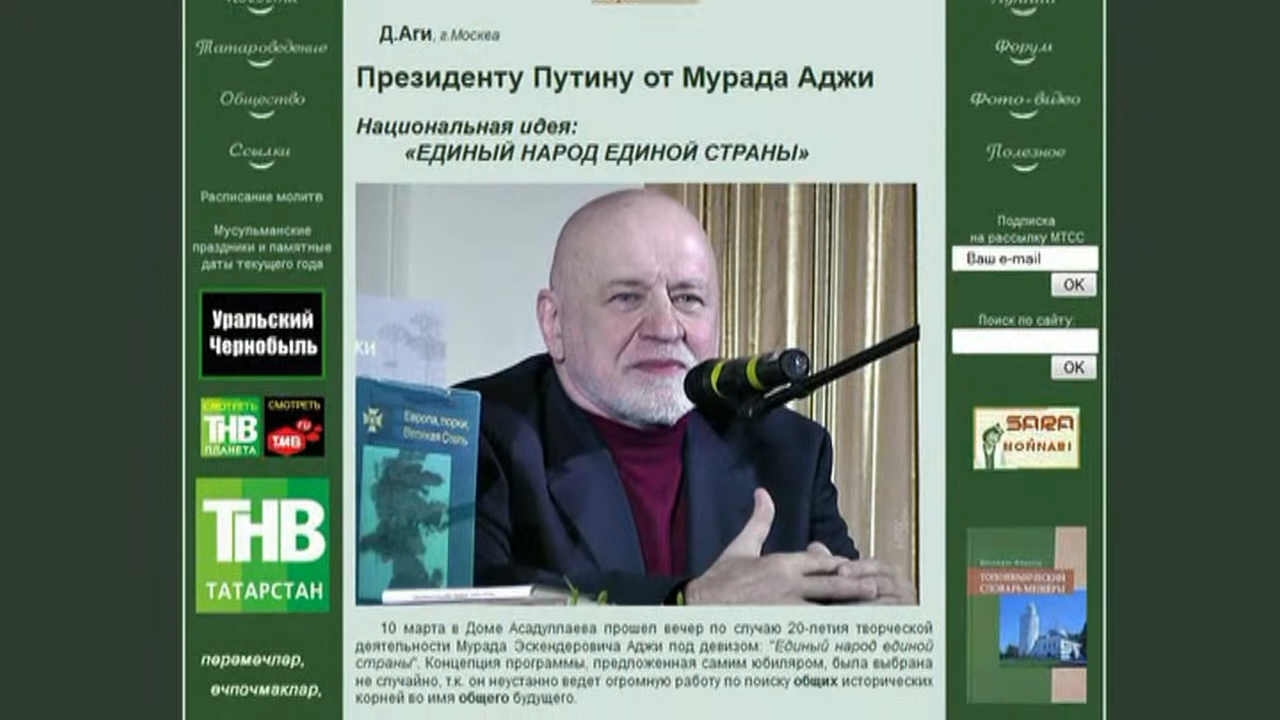 Татароведение
Общество
Ссылки
Расписание молитв
Мусульманские
праздники и памятные
даты текущего года
Уральский
Чернобыль
СМОТРЕТЬ
ТНВ
ПЛАНЕТА
СМОТРЕТЬ
ТНВ
ТАТАРСТАН
пәрәмәчләр,
өчпочмаклар,
Д.Аги, г.Москва
Президенту Путину от Мурада Аджи
Национальная идея:
«ЕДИНЫЙ НАРОД ЕДИНОЙ СТРАНЫ»
Европа, тюрки,
Великая Степь
10 марта в Доме Асадуллаева прошел вечер по случаю 20-летия творческой
деятельности Мурада Эскендеровича Аджи под девизом: "Единый народ единой
страны". Концепция программы, предложенная самим юбиляром, была выбрана
не случайно, т.к. он неустанно ведет огромную работу по поиску общих исторических
корней во имя общего будущего.
Форум
Фото-видео
Полезное
Подписка
на рассылку МТСС
Ваш e-mail
OK
Поиск по сайту:
OK
SARA
ТОПОНИМИЧЕСКИЙ
СЛОВАРЬ МЕЩЕРЫ